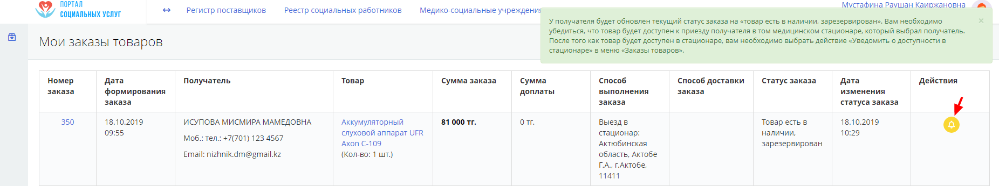 ПОРТАЛ
СОЦИАЛЬНЫХ УСЛУГ
Регистр поставщиков
Реестр социальных работников
Медико-социальные учреждения
Мустафина Раушан Каиржановна
У получателя будет обновлен текущий статус заказа на «товар есть в наличии, зарезервирован». Вам необходимо
убедиться, что товар будет доступен к приезду получателя в том медицинском стационаре, который выбрал получатель.
После того как товар будет доступен в стационаре, вам необходимо выбрать действие «Уведомить о доступности в
стационаре» в меню «Заказы товаров».
×
Мои заказы товаров
Номер
заказа
Дата
формирования
заказа
Получатель
Товар
Сумма заказа
Сумма
доплаты
Способ
выполнения
заказа
Способ доставки
заказа
Статус заказа
Дата
изменения
статуса заказа
Действия
350
18.10.2019
09:55
ИСУПОВА МИСМИРА МАМЕДОВНА
Моб.: тел.: +7(701) 123 4567
Email: nizhnik.dm@gmail.kz
Аккумуляторный
слуховой аппарат UFR
Axon C-109
(Кол-во: 1 шт.)
81 000 тг.
0 тг.
Выезд в
стационар:
Актюбинская
область, Актобе
Г.А., г.Актобе,
11411
Товар есть в
наличии,
зарезервирован
18.10.2019
10:29